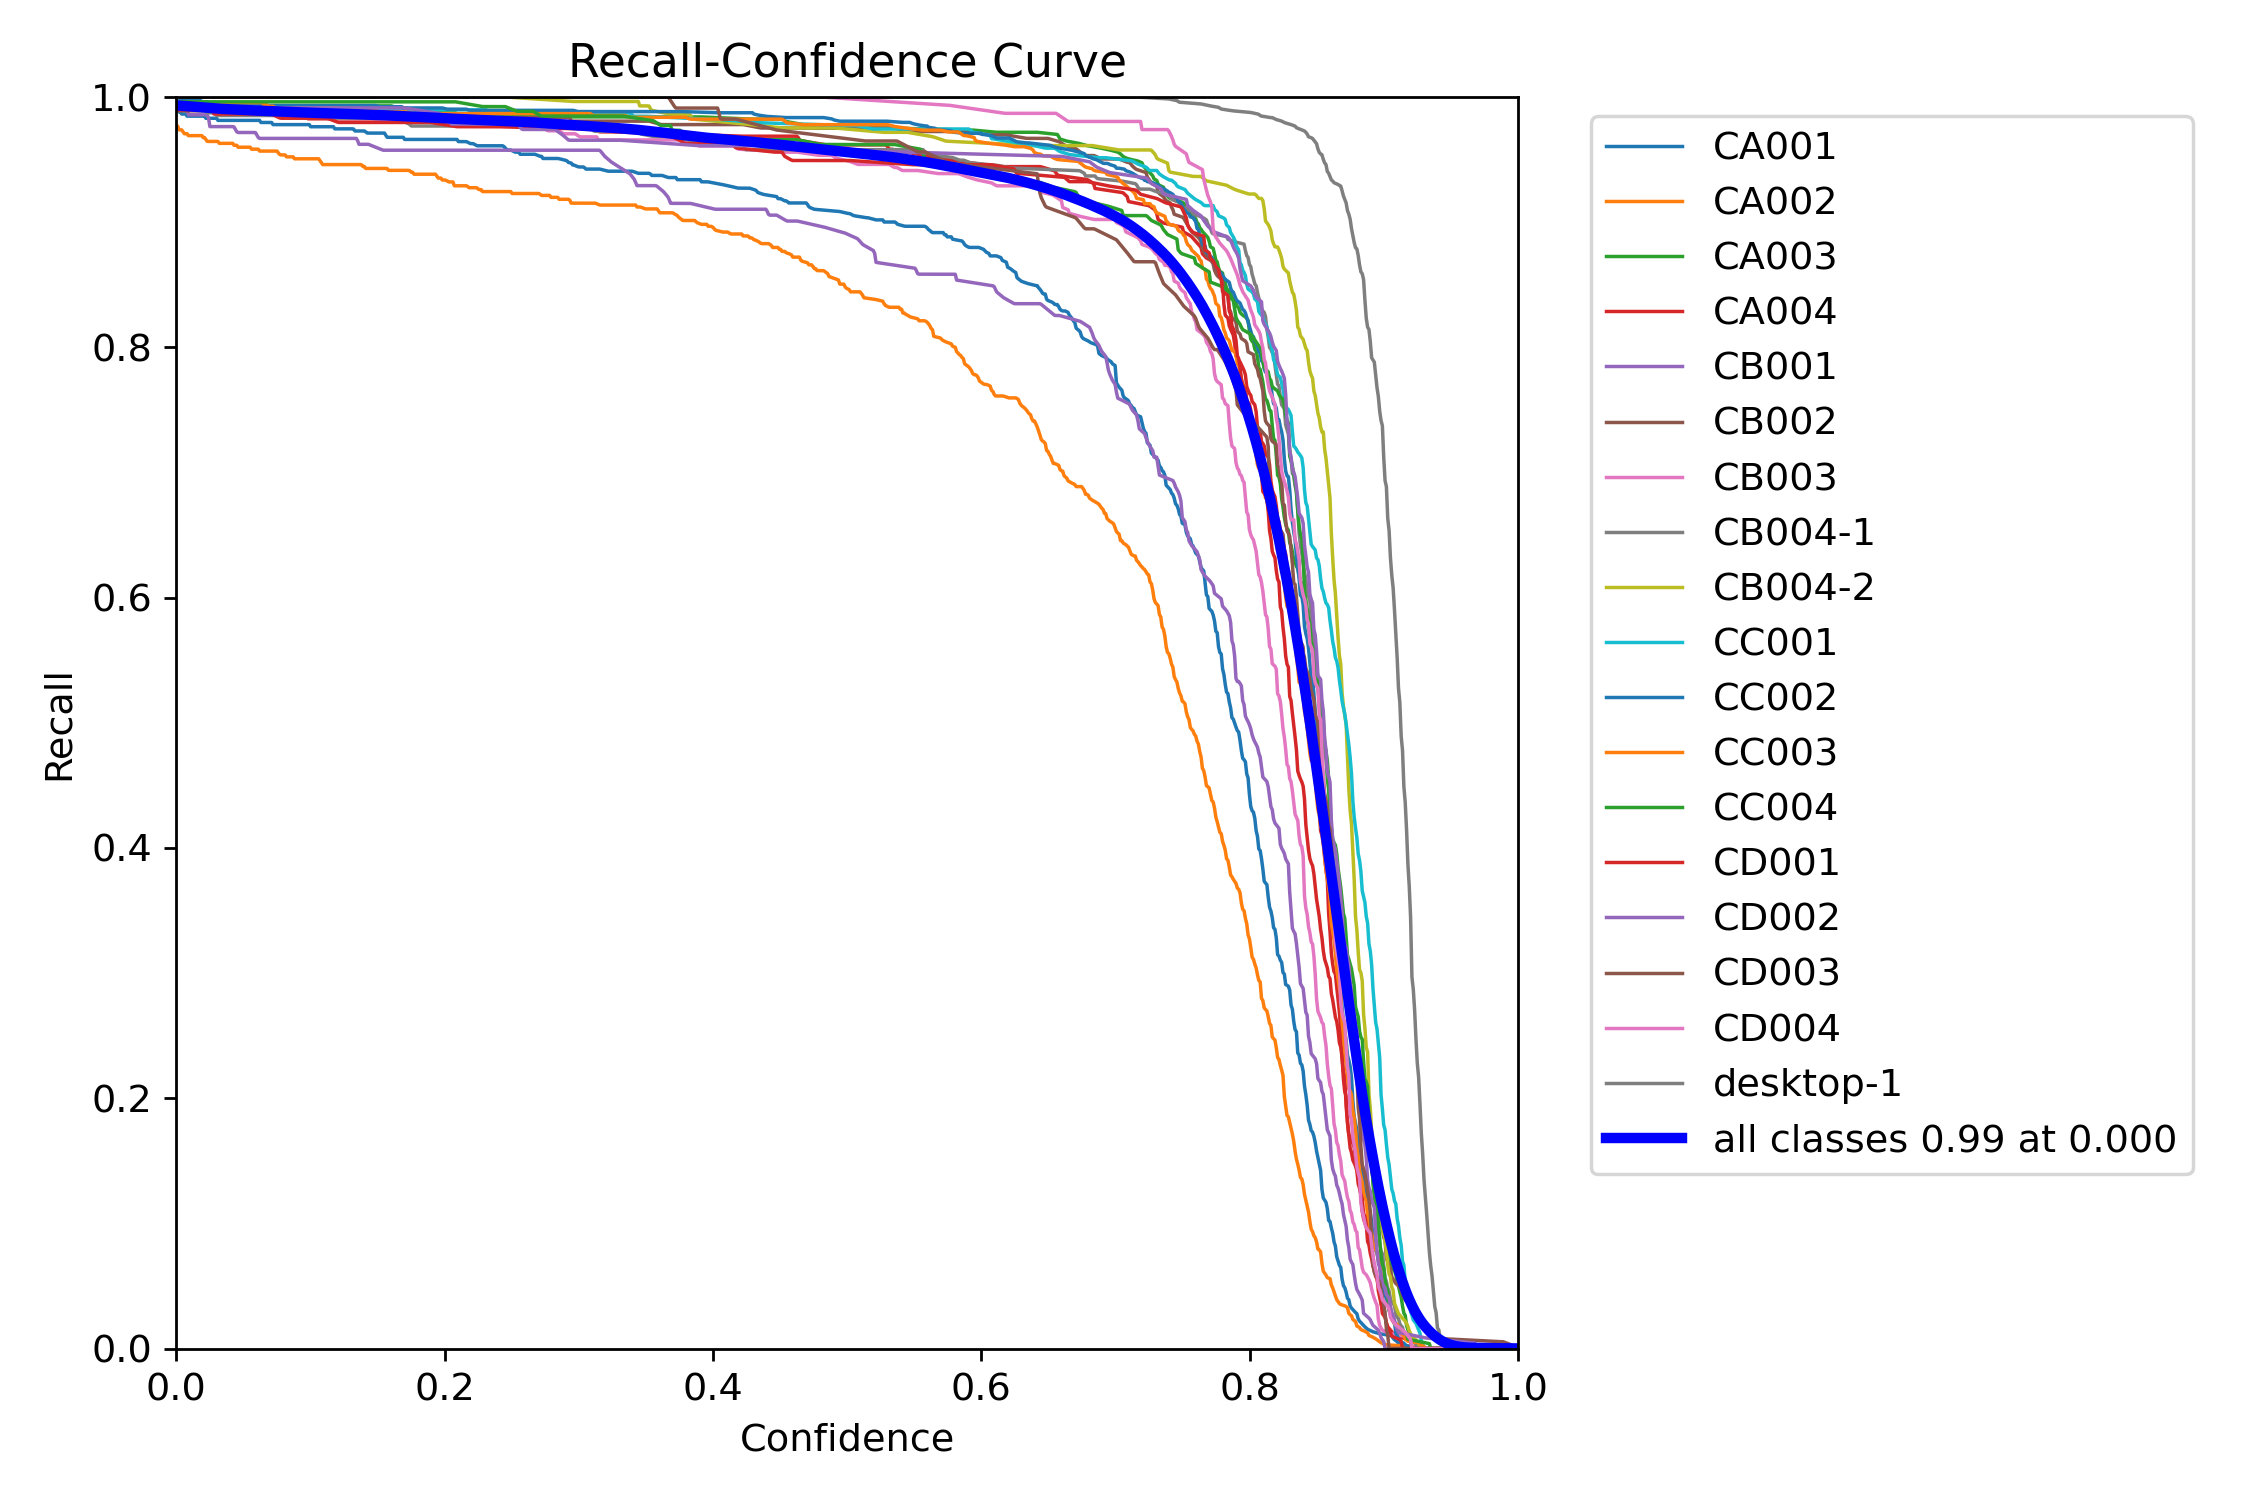 Recall-Confidence Curve
1.0
0.8
0.6
0.4
0.2
0.0
Recall
0.0 0.2 0.4 0.6 0.8 1.0
Confidence
CA001
CA002
CA003
CA004
CB001
CB002
CB003
CB004-1
CB004-2
CC001
CC002
CC003
CC004
CD001
CD002
CD003
CD004
desktop-1
all classes 0.99 at 0.000